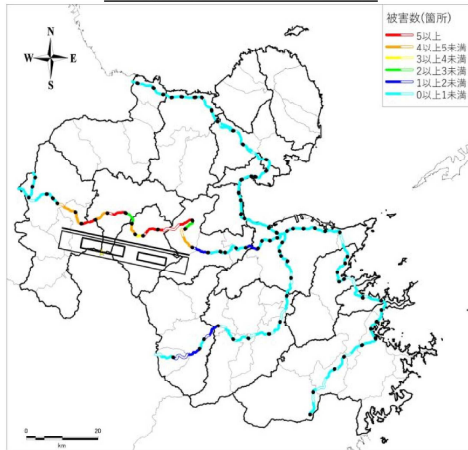 被害数(箇所)
5以上
4以上5未満
3以上4未満
2以上3未満
1以上2未満
0以上1未満
N
W E
S
0 20
km